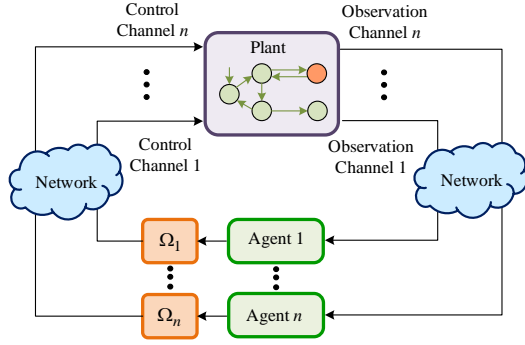 Control
Channel n
Observation
Channel n
Plant
Control
Channel 1
Observation
Channel 1
Network
Network
Ω1
Agent 1
Ωn
Agent n